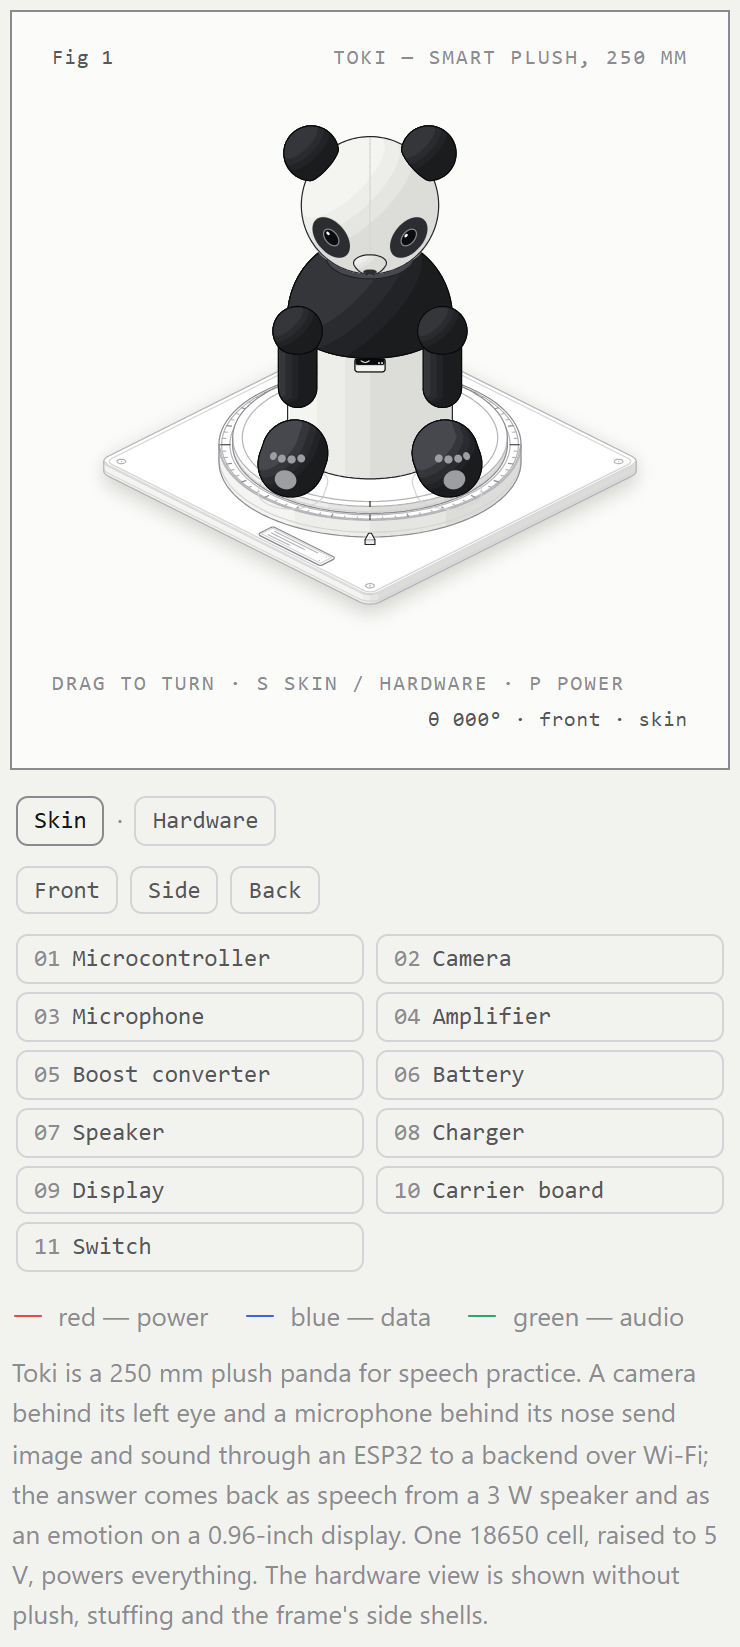 Fig 1
TOKI — SMART PLUSH, 250 MM
DRAG TO TURN · S SKIN / HARDWARE · P POWER
θ 000° · front · skin
Skin · Hardware
Front Side Back
01 Microcontroller
02 Camera
03 Microphone
04 Amplifier
05 Boost converter
06 Battery
07 Speaker
08 Charger
09 Display
10 Carrier board
11 Switch
red — power
blue — data
green — audio
Toki is a 250 mm plush panda for speech practice. A camera
behind its left eye and a microphone behind its nose send
image and sound through an ESP32 to a backend over Wi-Fi;
the answer comes back as speech from a 3 W speaker and as
an emotion on a 0.96-inch display. One 18650 cell, raised to 5
V, powers everything. The hardware view is shown without
plush, stuffing and the frame's side shells.